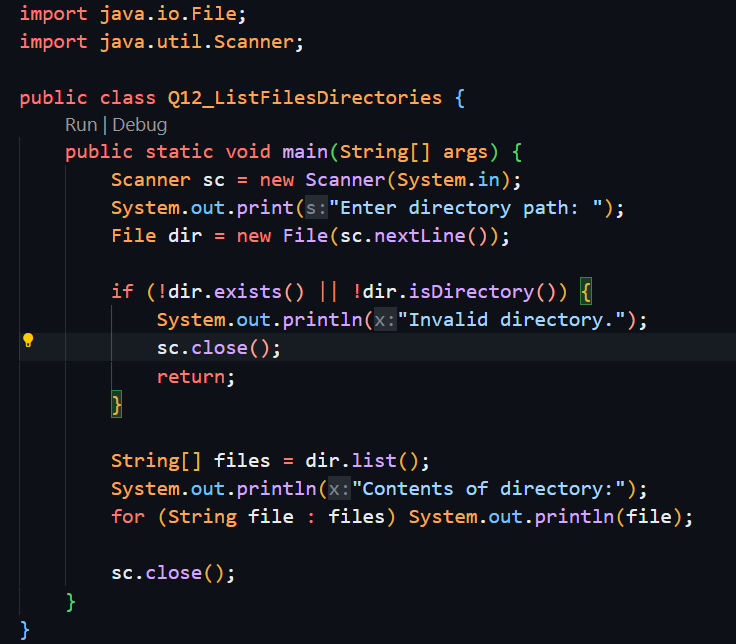 import java.io.File;
import java.util.Scanner;

public class Q12_ListFilesDirectories {
    Run | Debug
    public static void main(String[] args) {
        Scanner sc = new Scanner(System.in);
        System.out.print(s:"Enter directory path: ");
        File dir = new File(sc.nextLine());

        if (!dir.exists() || !dir.isDirectory()) {
            System.out.println(x:"Invalid directory.");
            sc.close();
            return;
        }

        String[] files = dir.list();
        System.out.println(x:"Contents of directory:");
        for (String file : files) System.out.println(file);

        sc.close();
    }
}